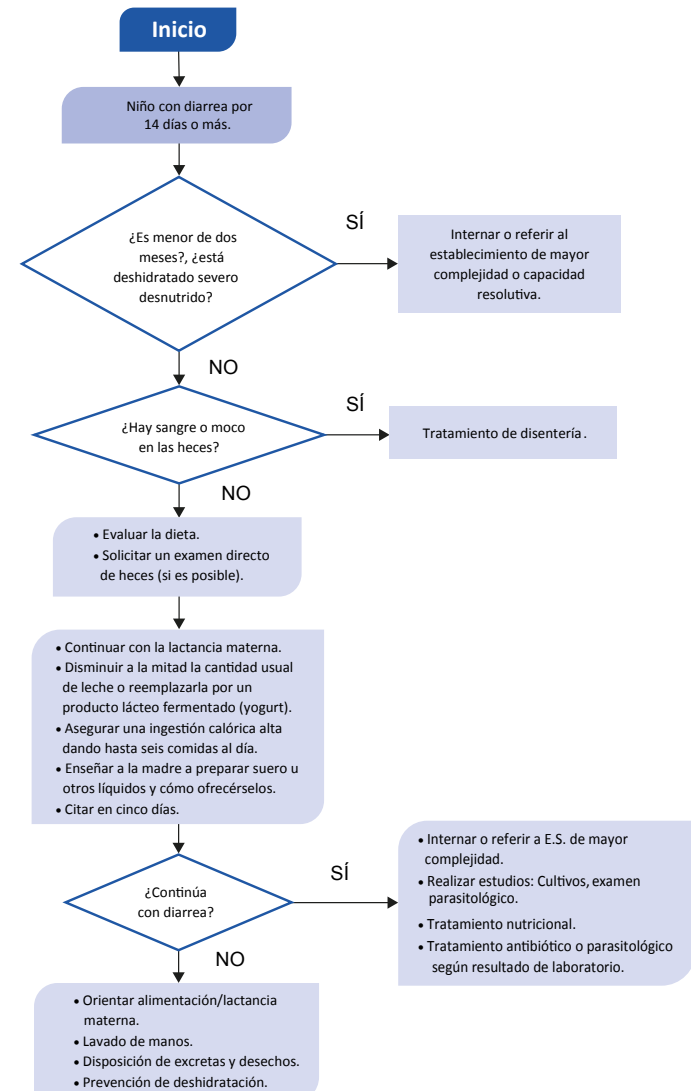 Inicio
Niño con diarrea por
14 días o más.
¿Es menor de dos
meses?, ¿está
deshidratado severo
desnutrido?
SÍ
Internar o referir al
establecimiento de mayor
complejidad o capacidad
resolutiva.
NO
¿Hay sangre o moco
en las heces?
SÍ
Tratamiento de disentería.
NO
• Evaluar la dieta.
• Solicitar un examen directo
de heces (si es posible).
• Continuar con la lactancia materna.
• Disminuir a la mitad la cantidad usual
de leche o reemplazarla por un
producto lácteo fermentado (yogurt).
• Asegurar una ingestión calórica alta
dando hasta seis comidas al día.
• Enseñar a la madre a preparar suero u
otros líquidos y cómo ofrecérselos.
• Citar en cinco días.
¿Continúa
con diarrea?
SÍ
• Internar o referir a E.S. de mayor
complejidad.
• Realizar estudios: Cultivos, examen
parasitológico.
• Tratamiento nutricional.
• Tratamiento antibiótico o parasitológico
según resultado de laboratorio.
NO
• Orientar alimentación/lactancia
materna.
• Lavado de manos.
• Disposición de excretas y desechos.
• Prevención de deshidratación.